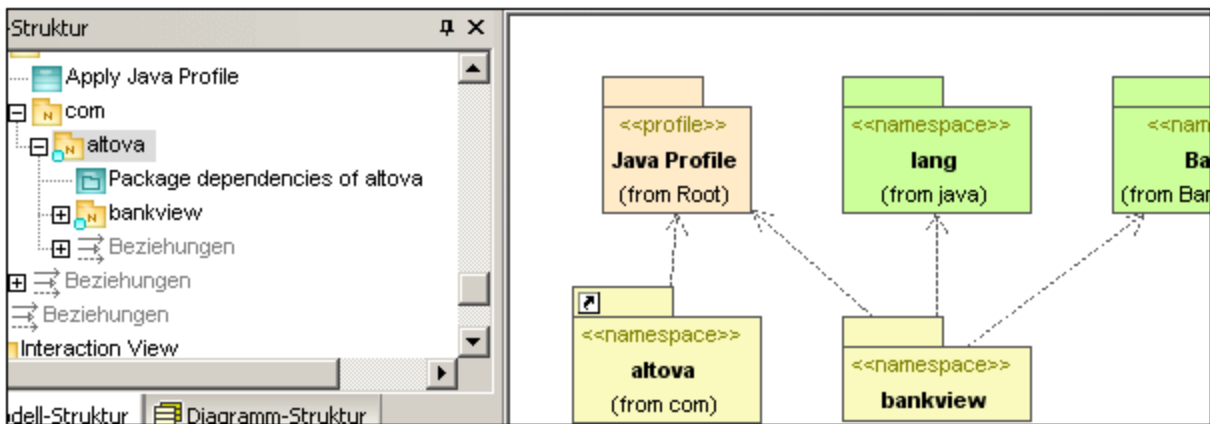 -Struktur
Apply Java Profile
com
altova
Package dependencies of altova
bankview
Beziehungen
Beziehungen
Beziehungen
Interaction View
dell-Struktur
Diagramm-Struktur
<<profile>>
Java Profile
(from Root)
<<namespace>>
lang
(from java)
<<nam
Ba
(from Ban
<<namespace>>
altova
(from com)
<<namespace>>
bankview